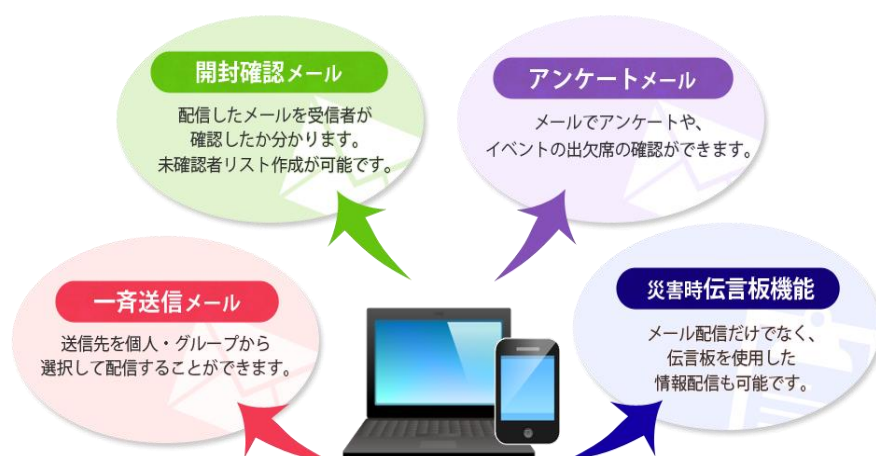 開封確認メール
配信したメールを受信者が
確認したか分かります。
未確認者リスト作成が可能です。
アンケートメール
メールでアンケートや、
イベントの出欠席の確認ができます。
一斉送信メール
送信先を個人・グループから
選択して配信することができます。
災害時伝言板機能
メール配信だけでなく、
伝言板を使用した
情報配信も可能です。